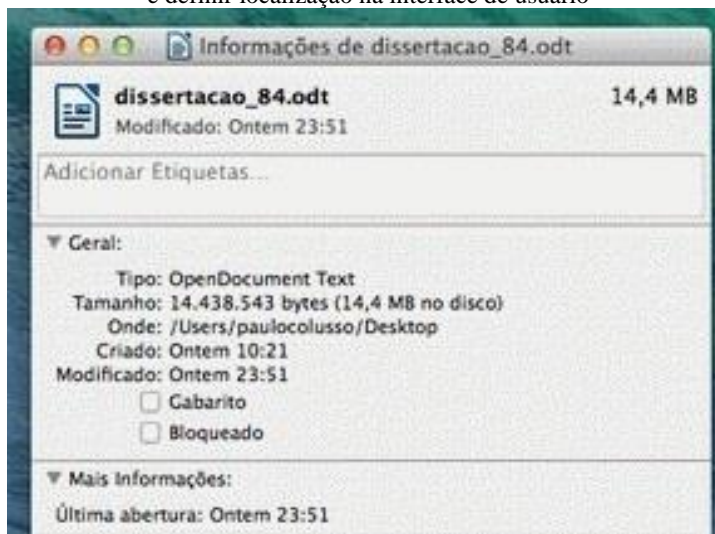 e definir localização na interface de usuário
Informações de dissertacao_84.odt
dissertacao_84.odt 14,4 MB
Modificado: Ontem 23:51
Adicionar Etiquetas...
Geral:
Tipo: OpenDocument Text
Tamanho: 14.438.543 bytes (14,4 MB no disco)
Onde: /Users/paulocolusso/Desktop
Criado: Ontem 10:21
Modificado: Ontem 23:51
Gabarito
Bloqueado
Mais Informações:
Última abertura: Ontem 23:51